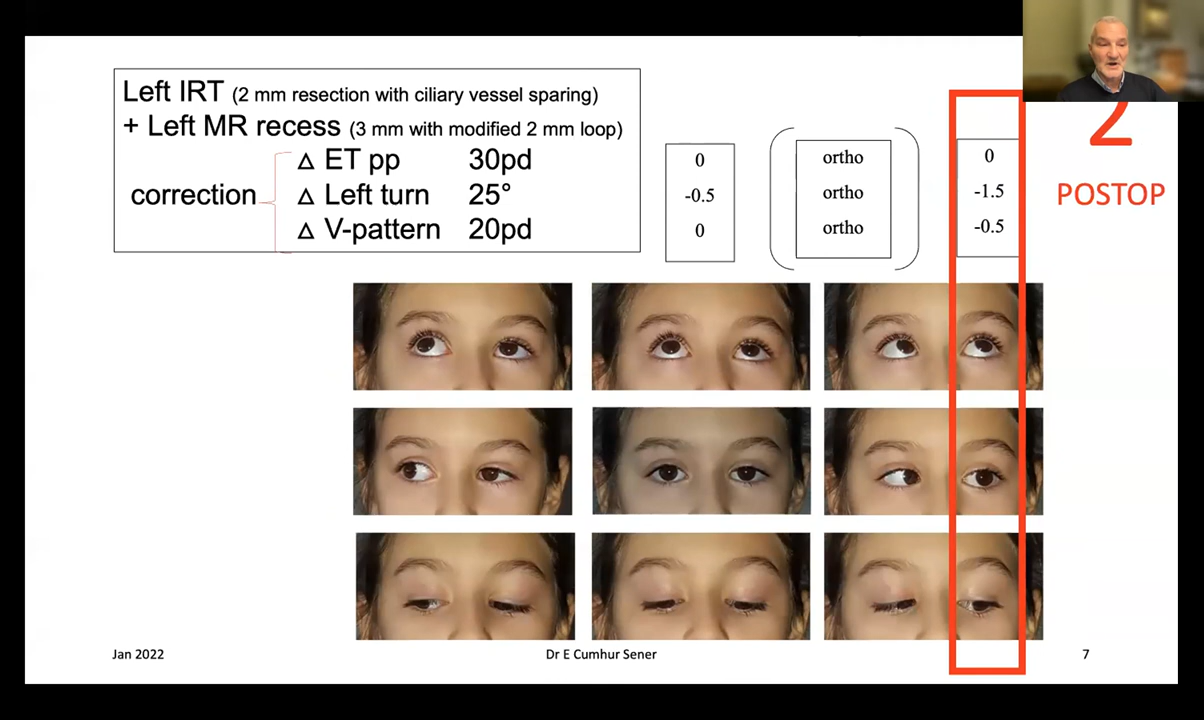 Left IRT (2 mm resection with ciliary vessel sparing)
+ Left MR recess (3 mm with modified 2 mm loop)
correction
Δ ET pp 30pd
Δ Left turn 25°
Δ V-pattern 20pd
0
-0.5
0
ortho
ortho
ortho
0
-1.5
-0.5
2
POSTOP
Jan 2022
Dr E Cumhur Sener
7